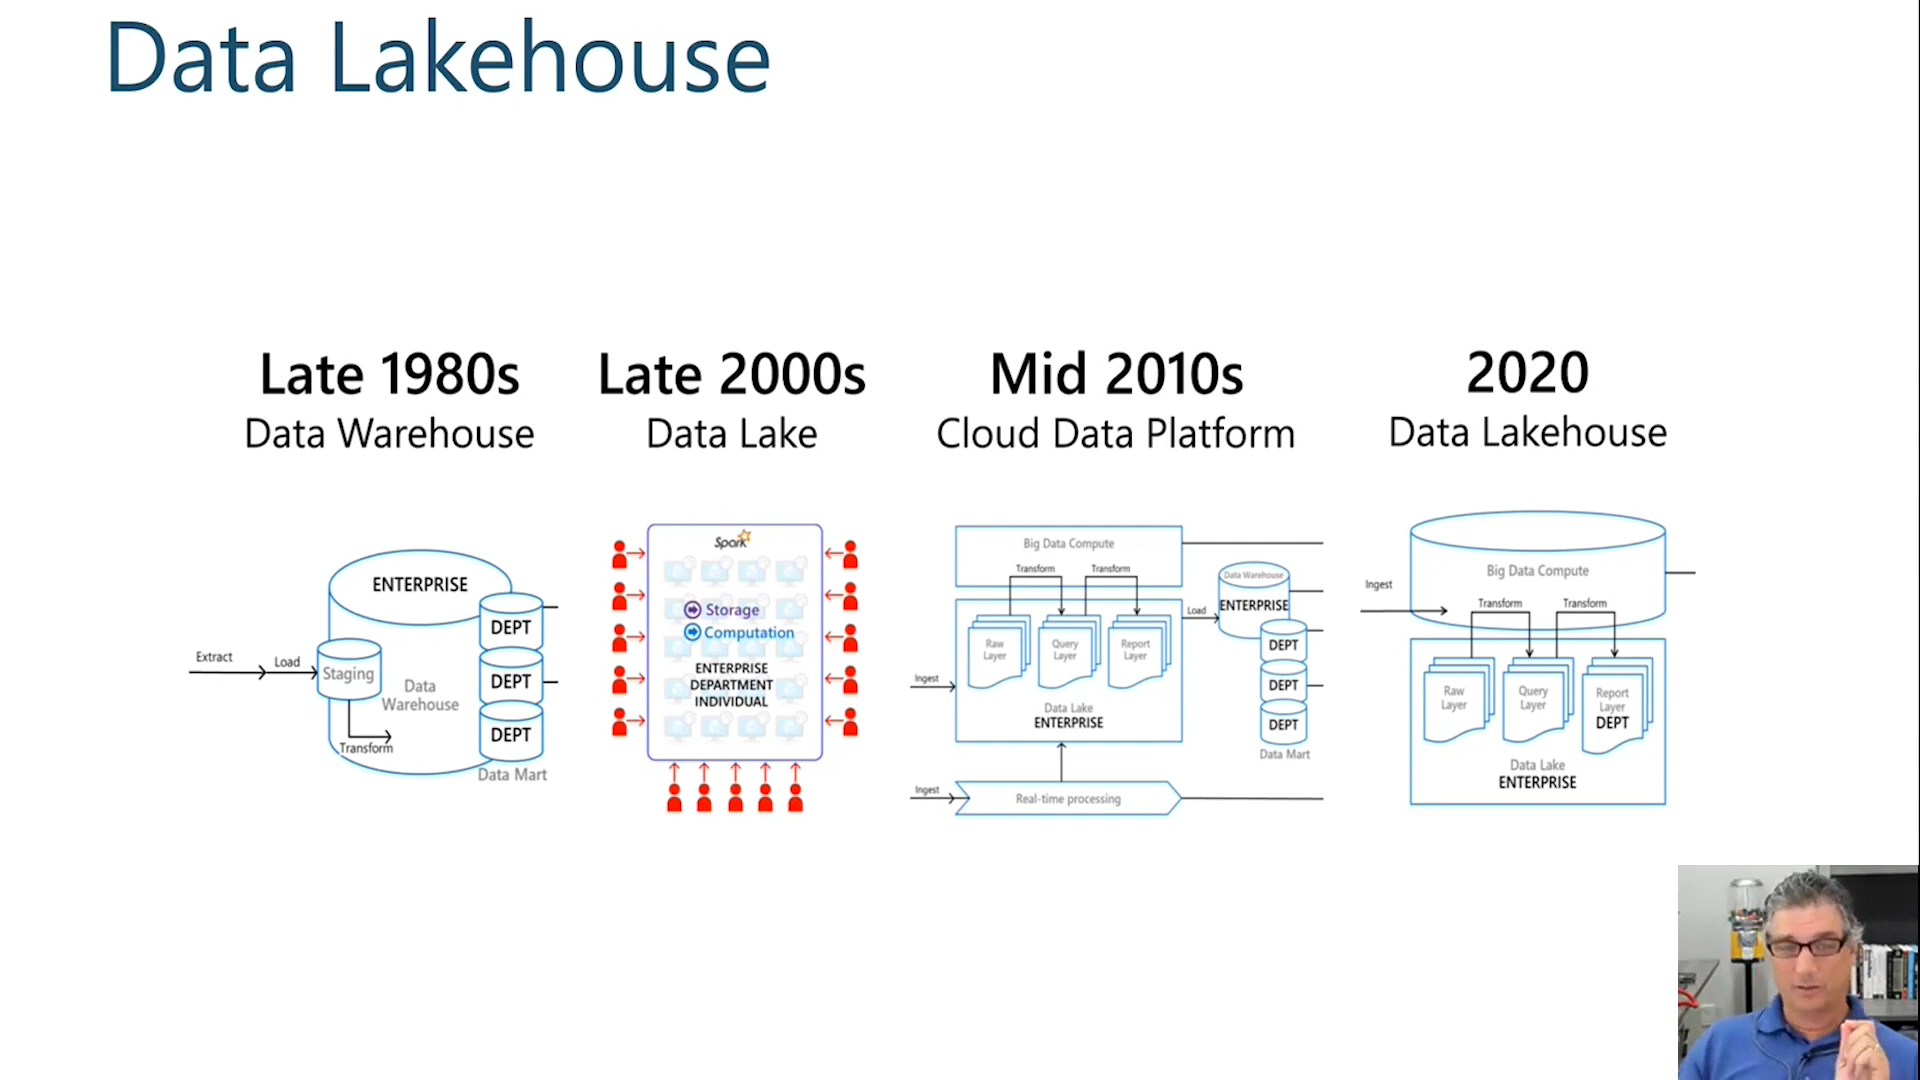 Data Lakehouse
Late 1980s
Data Warehouse
Extract
Load
Staging
Transform
ENTERPRISE
Data
Warehouse
DEPT
DEPT
DEPT
Data Mart
Late 2000s
Data Lake
Spark
Storage
Computation
ENTERPRISE
DEPARTMENT
INDIVIDUAL
Mid 2010s
Cloud Data Platform
Big Data Compute
Transform
Transform
Raw
Layer
Query
Layer
Report
Layer
Data Lake
ENTERPRISE
Ingest
Load
Data Warehouse
ENTERPRISE
DEPT
DEPT
DEPT
Data Mart
Ingest
Real-time processing
2020
Data Lakehouse
Ingest
Big Data Compute
Transform
Transform
Raw
Layer
Query
Layer
Report
Layer
DEPT
Data Lake
ENTERPRISE